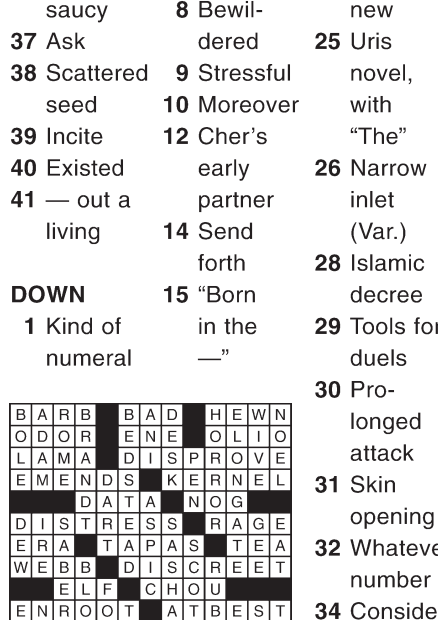 saucy
37 Ask
38 Scattered
seed
39 Incite
40 Existed
41 — out a
living
DOWN
1 Kind of
numeral
8 Bewil-
dered
9 Stressful
10 Moreover
12 Cher's
early
partner
14 Send
forth
15 “Born
in the
—”
BARB BAD HEWN
ODOR ENE OLIO
LAMA DISPROVE
EMENDS KERNEL
DATA NOG
DISTRESS RAGE
ERA TAPAS TEA
WEBB DISCREET
ELF CHOU
ENROOT ATBEST
new
25 Uris
novel,
with
“The”
26 Narrow
inlet
(Var.)
28 Islamic
decree
29 Tools for
duels
30 Pro-
longed
attack
31 Skin
opening
32 Whateve
number
34 Conside